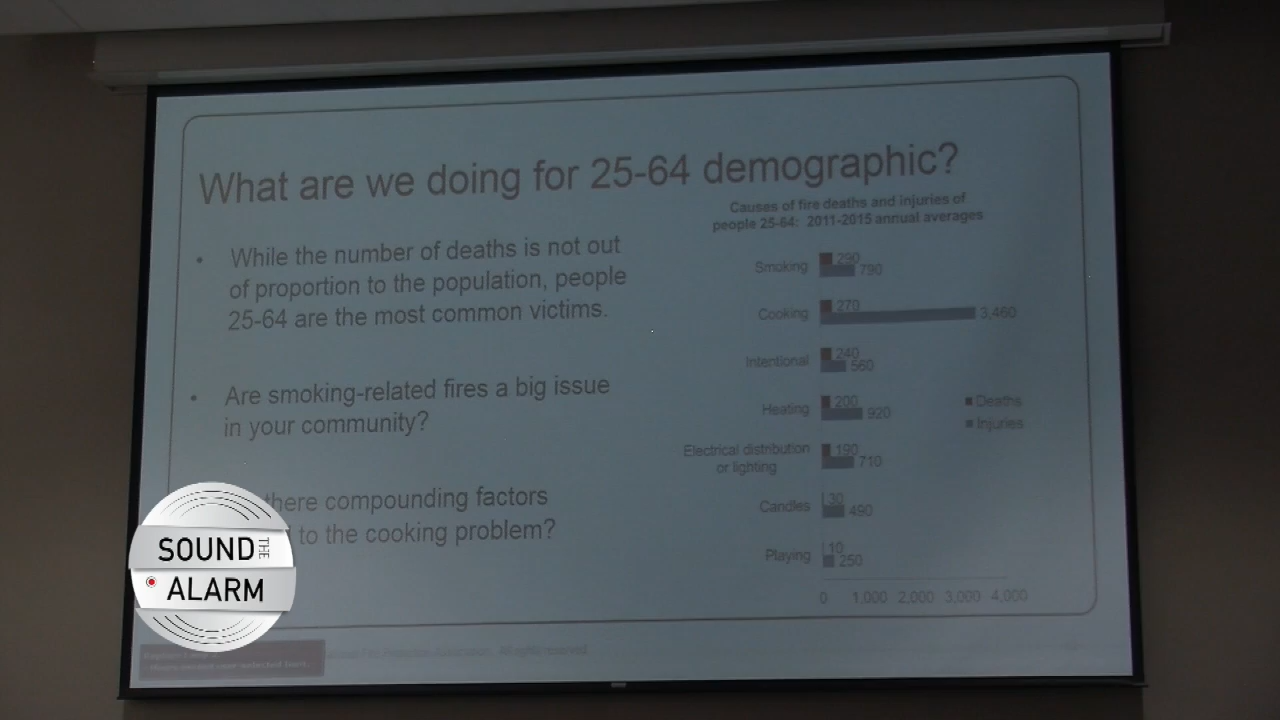 What are we doing for 25-64 demographic?
• While the number of deaths is not out
of proportion to the population, people
25-64 are the most common victims.
• Are smoking-related fires a big issue
in your community?
there compounding factors
to the cooking problem?
Causes of fire deaths and injuries of
people 25-64: 2011-2015 annual averages
Smoking 290
790
Cooking 270
3,460
Intentional 240
560
Heating 200
920
Electrical distribution 190
or lighting 710
Candles 30
490
Playing 10
250
Deaths
Injuries
0 1,000 2,000 3,000 4,000
SOUND THE
ALARM
Association. All rights reserved.